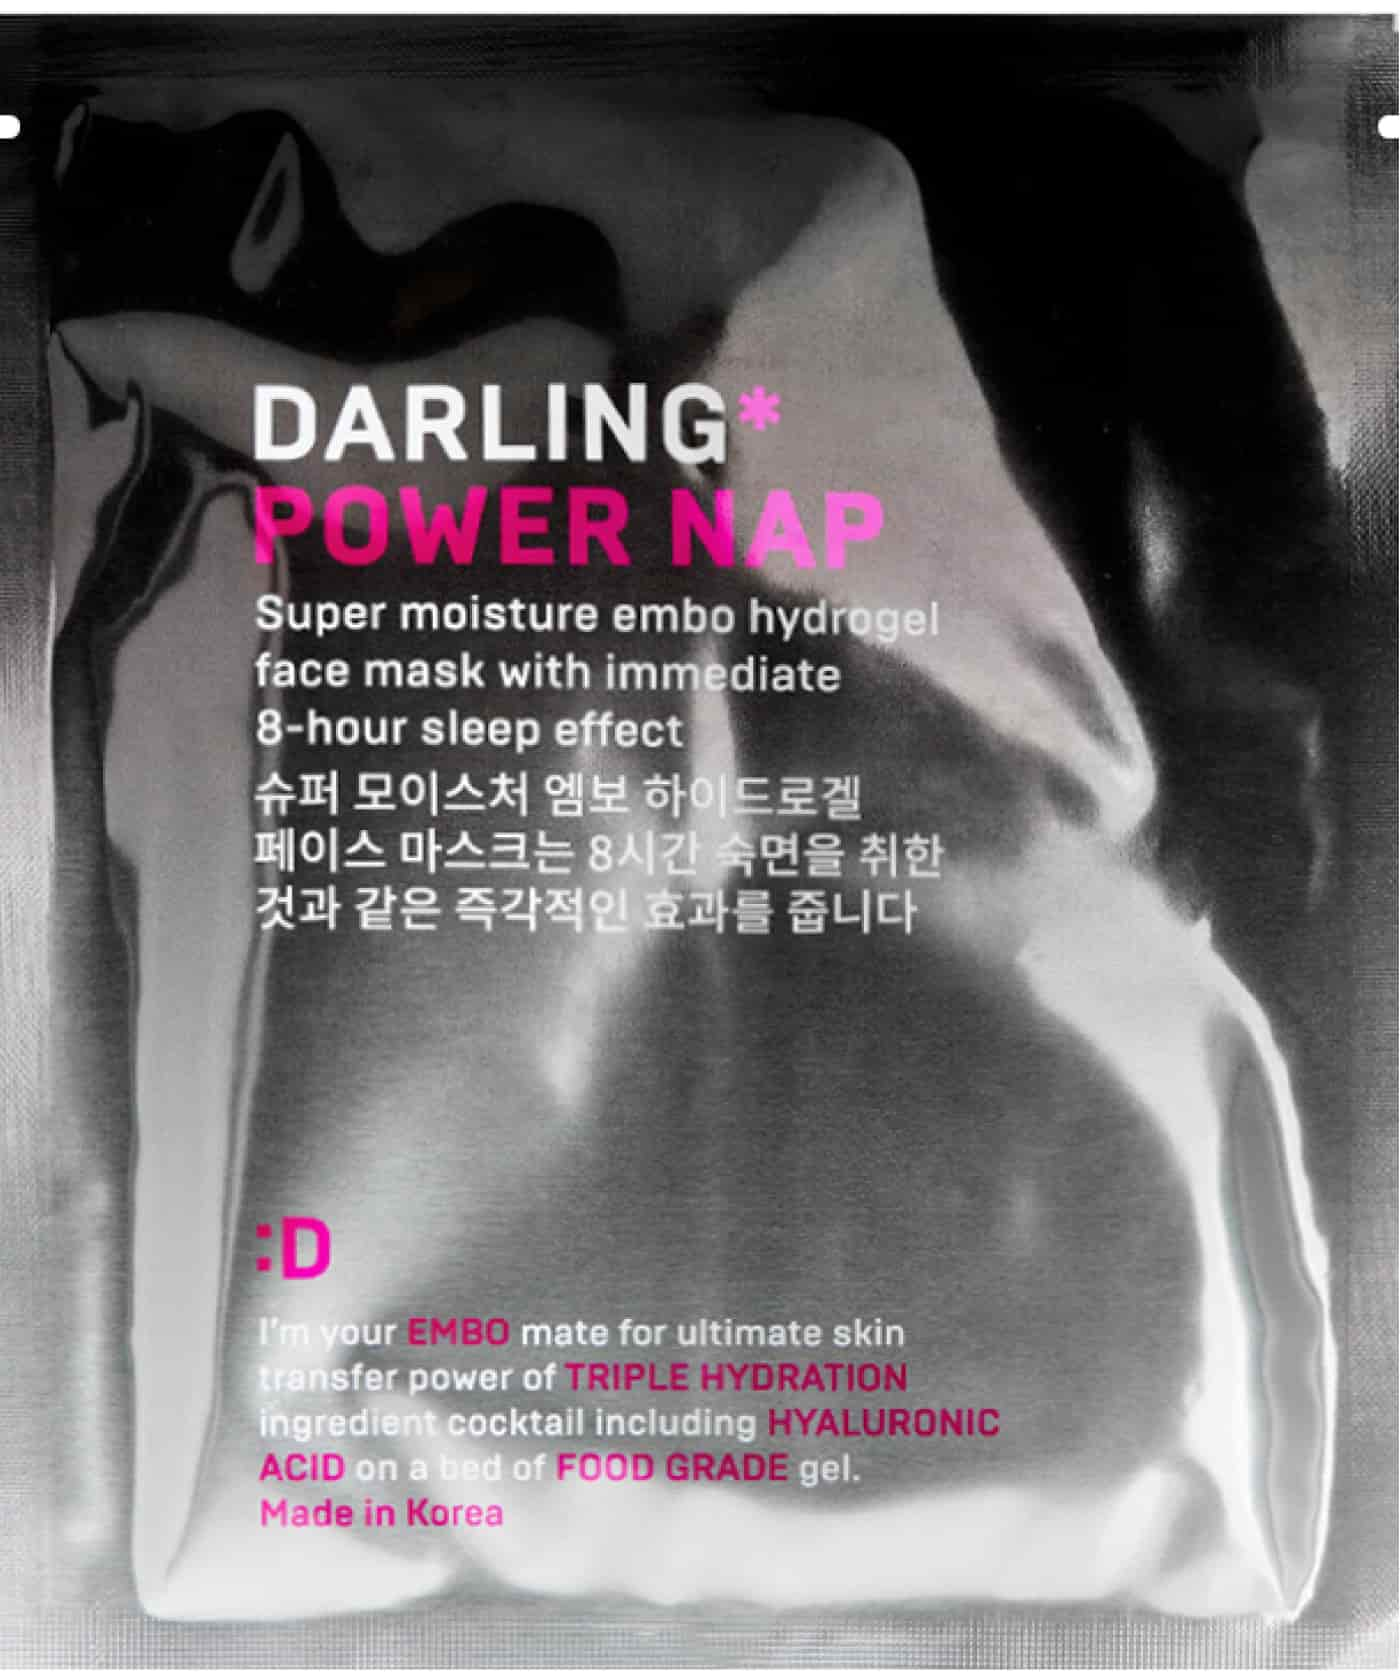 DARLING*
POWER NAP
Super moisture embo hydrogel
face mask with immediate
8-hour sleep effect
슈퍼 모이스처 엠보 하이드로겔
페이스 마스크는 8시간 숙면을 취한
것과 같은 즉각적인 효과를 줍니다
:D
I'm your EMBO mate for ultimate skin
transfer power of TRIPLE HYDRATION
ingredient cocktail including HYALURONIC
ACID on a bed of FOOD GRADE gel.
Made in Korea